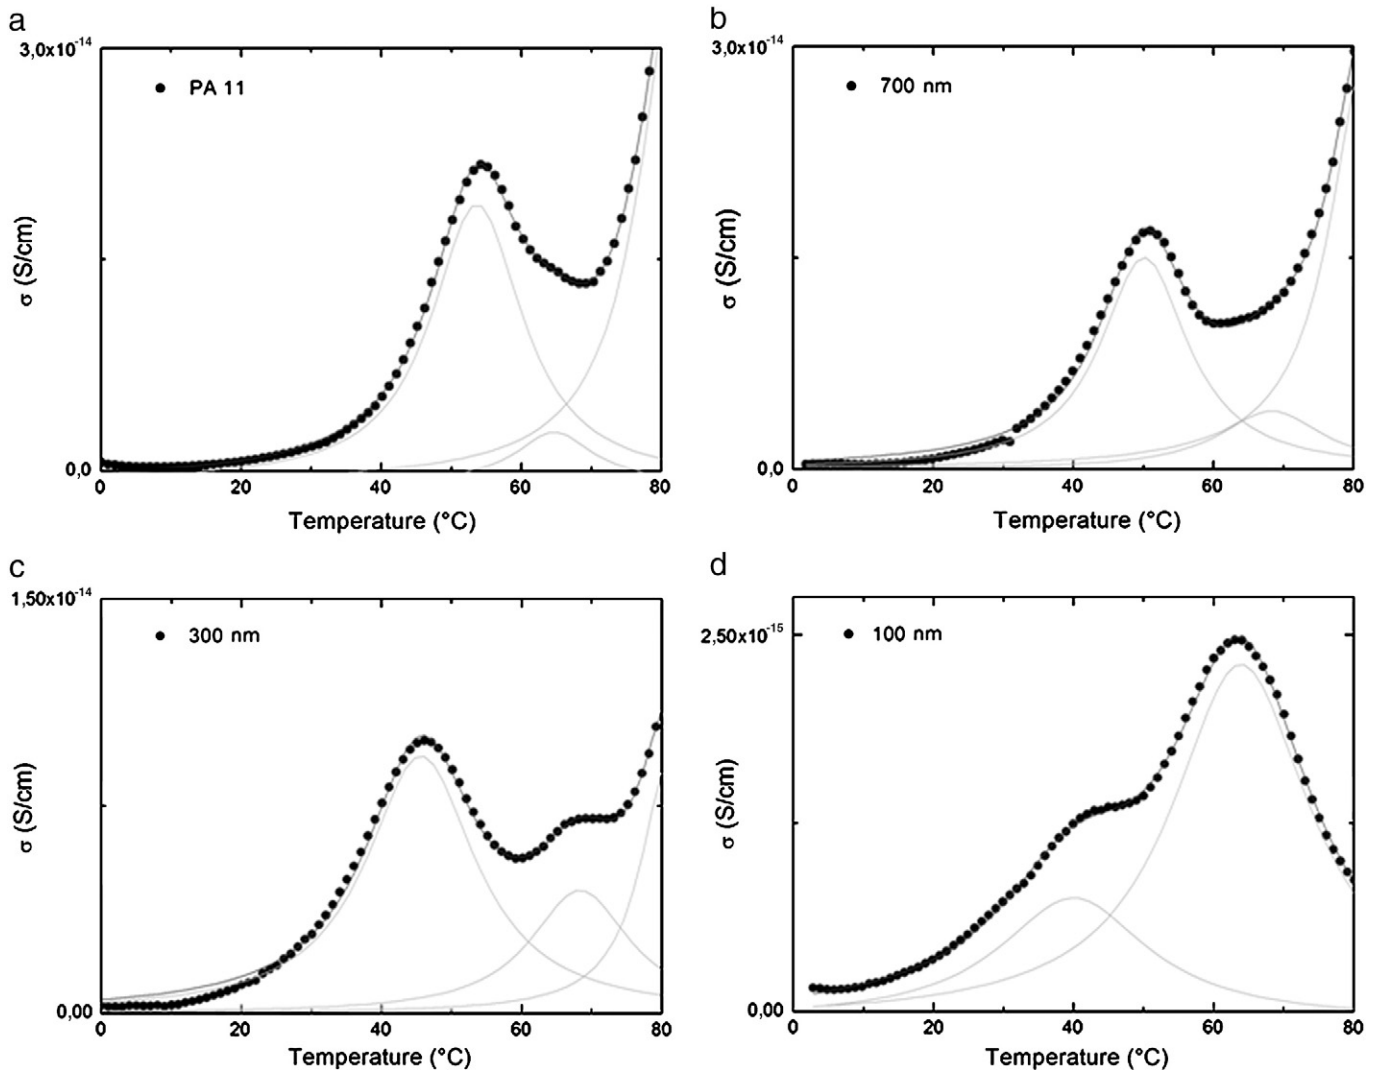 a
3,0x10⁻¹⁴
PA 11
σ (S/cm)
0,0
0 20 40 60 80
Temperature (°C)
b
3,0x10⁻¹⁴
700 nm
σ (S/cm)
0,0
0 20 40 60 80
Temperature (°C)
c
1,50x10⁻¹⁴
300 nm
σ (S/cm)
0,00
0 20 40 60 80
Temperature (°C)
d
2,50x10⁻¹⁵
100 nm
σ (S/cm)
0,00
0 20 40 60 80
Temperature (°C)